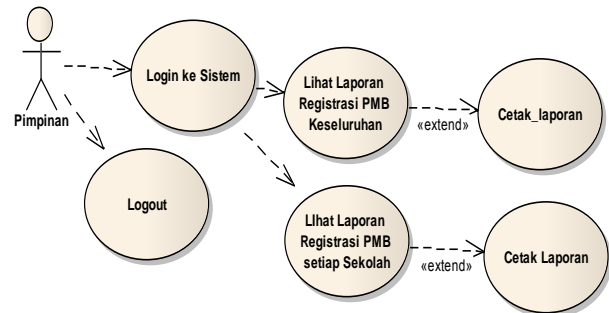 Pimpinan
Login ke Sistem
Logout
Lihat Laporan
Registrasi PMB
Keseluruhan
«extend»
Cetak_laporan
LIhat Laporan
Registrasi PMB
setiap Sekolah
«extend»
Cetak Laporan